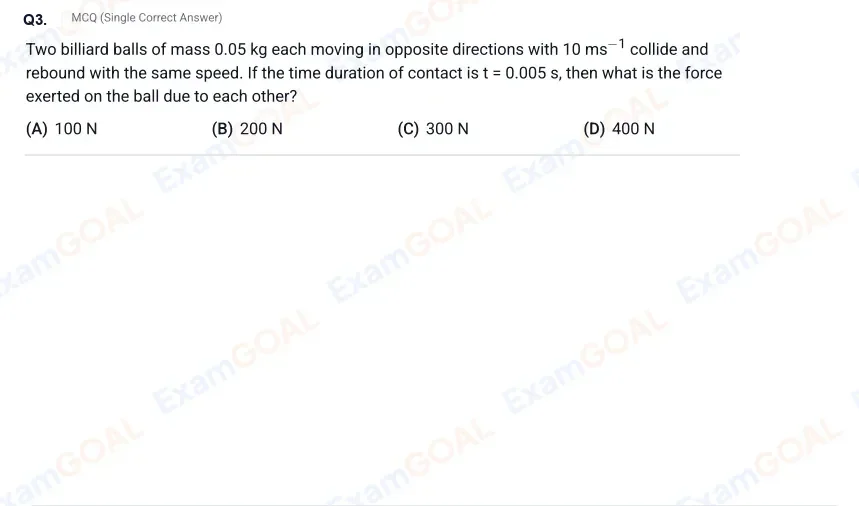 Q3. MCQ (Single Correct Answer)
Two billiard balls of mass 0.05 kg each moving in opposite directions with 10 ms⁻¹ collide and
rebound with the same speed. If the time duration of contact is t = 0.005 s, then what is the force
exerted on the ball due to each other?
(A) 100 N (B) 200 N (C) 300 N (D) 400 N
ExamGOAL ExamGOAL
ExamGOAL ExamGOAL ExamGOAL
ExamGOAL ExamGOAL
ExamGOAL ExamGOAL ExamGOAL